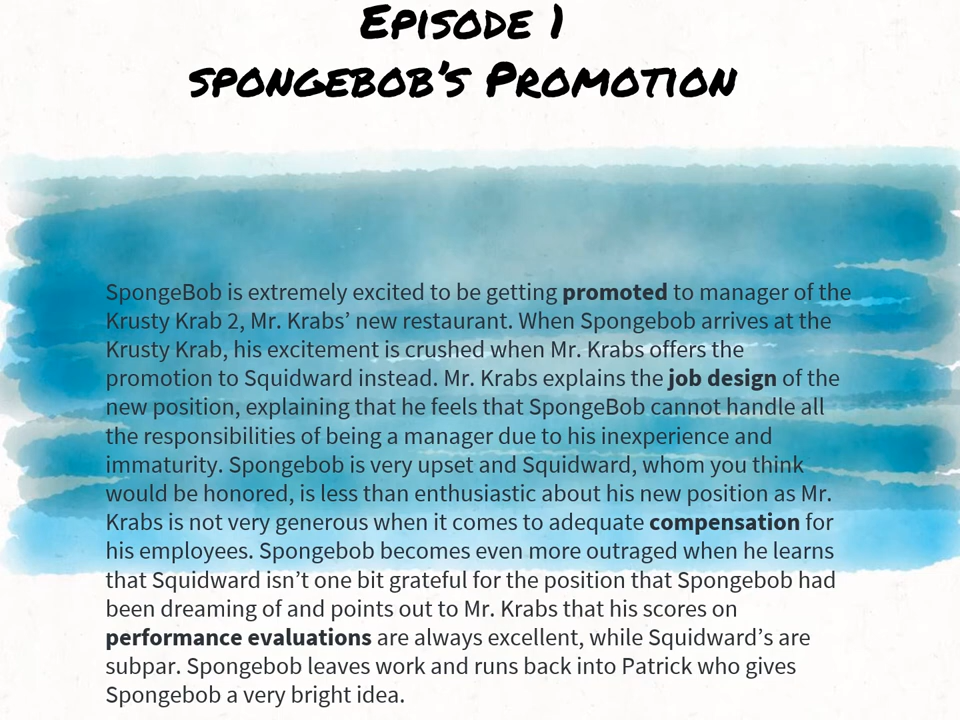 Episode 1
spongebob’s Promotion
SpongeBob is extremely excited to be getting promoted to manager of the
Krusty Krab 2, Mr. Krabs’ new restaurant. When Spongebob arrives at the
Krusty Krab, his excitement is crushed when Mr. Krabs offers the
promotion to Squidward instead. Mr. Krabs explains the job design of the
new position, explaining that he feels that SpongeBob cannot handle all
the responsibilities of being a manager due to his inexperience and
immaturity. Spongebob is very upset and Squidward, whom you think
would be honored, is less than enthusiastic about his new position as Mr.
Krabs is not very generous when it comes to adequate compensation for
his employees. Spongebob becomes even more outraged when he learns
that Squidward isn’t one bit grateful for the position that Spongebob had
been dreaming of and points out to Mr. Krabs that his scores on
performance evaluations are always excellent, while Squidward’s are
subpar. Spongebob leaves work and runs back into Patrick who gives
Spongebob a very bright idea.